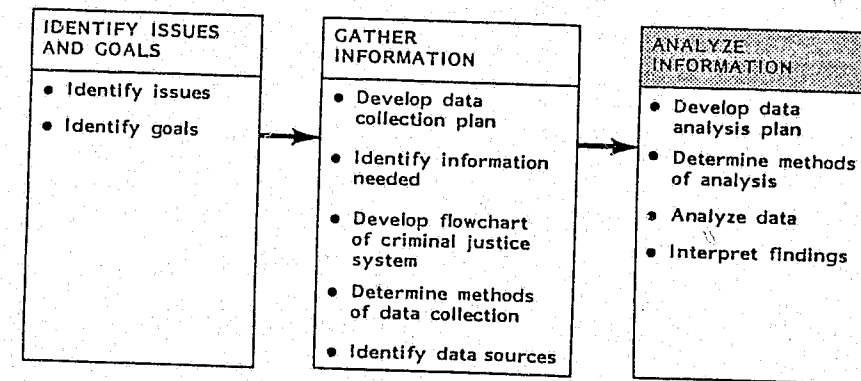 IDENTIFY ISSUES
AND GOALS
• Identify issues
• Identify goals
GATHER
INFORMATION
• Develop data
collection plan
• Identify information
needed
• Develop flowchart
of criminal justice
system
• Determine methods
of data collection
• Identify data sources
ANALYZE
INFORMATION
• Develop data
analysis plan
• Determine methods
of analysis
• Analyze data
• Interpret findings